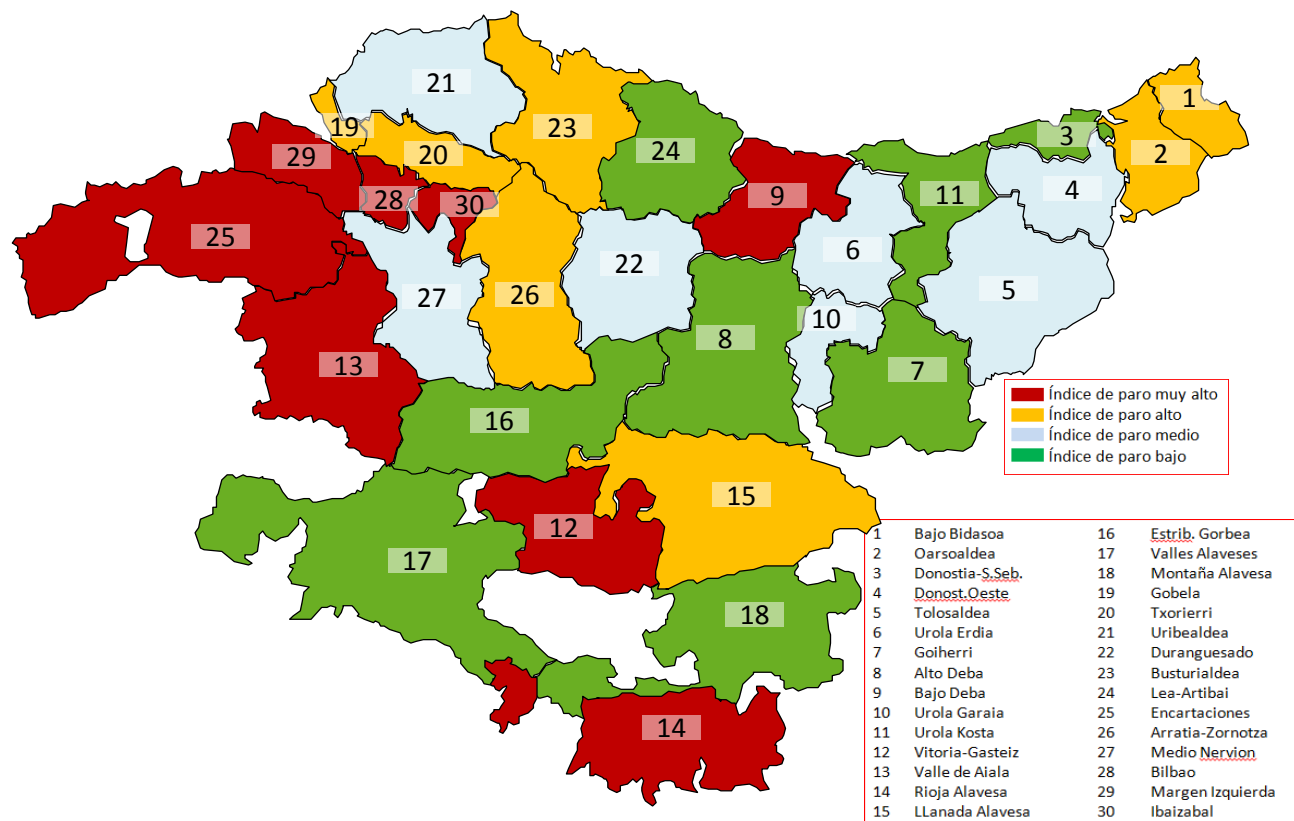 21
1
23
19
3
20
24
2
29
4
9
11
28
30
25
6
22
5
27
26
10
8
13
7
16
Índice de paro muy alto
Índice de paro alto
Índice de paro medio
Índice de paro bajo
15
12
17
18
14
1 Bajo Bidasoa 16 Estrib. Gorbea
2 Oarsoaldea 17 Valles Alaveses
3 Donostia-S.Seb. 18 Montaña Alavesa
4 Donost.Oeste 19 Gobela
5 Tolosaldea 20 Txorierri
6 Urola Erdia 21 Uribealdea
7 Goiherri 22 Duranguesado
8 Alto Deba 23 Busturialdea
9 Bajo Deba 24 Lea-Artibai
10 Urola Garaia 25 Encartaciones
11 Urola Kosta 26 Arratia-Zornotza
12 Vitoria-Gasteiz 27 Medio Nervion
13 Valle de Aiala 28 Bilbao
14 Rioja Alavesa 29 Margen Izquierda
15 LLanada Alavesa 30 Ibaizabal